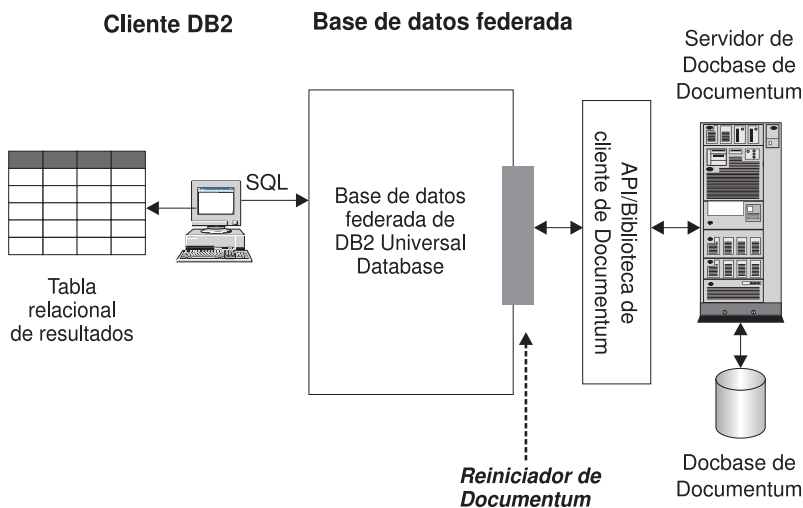 Cliente DB2
Base de datos federada
Servidor de
Docbase de
Documentum
SQL
Base de datos
federada de
DB2 Universal
Database
API/Biblioteca de
cliente de Documentum
Tabla
relacional
de resultados
Reiniciador de
Documentum
Docbase de
Documentum